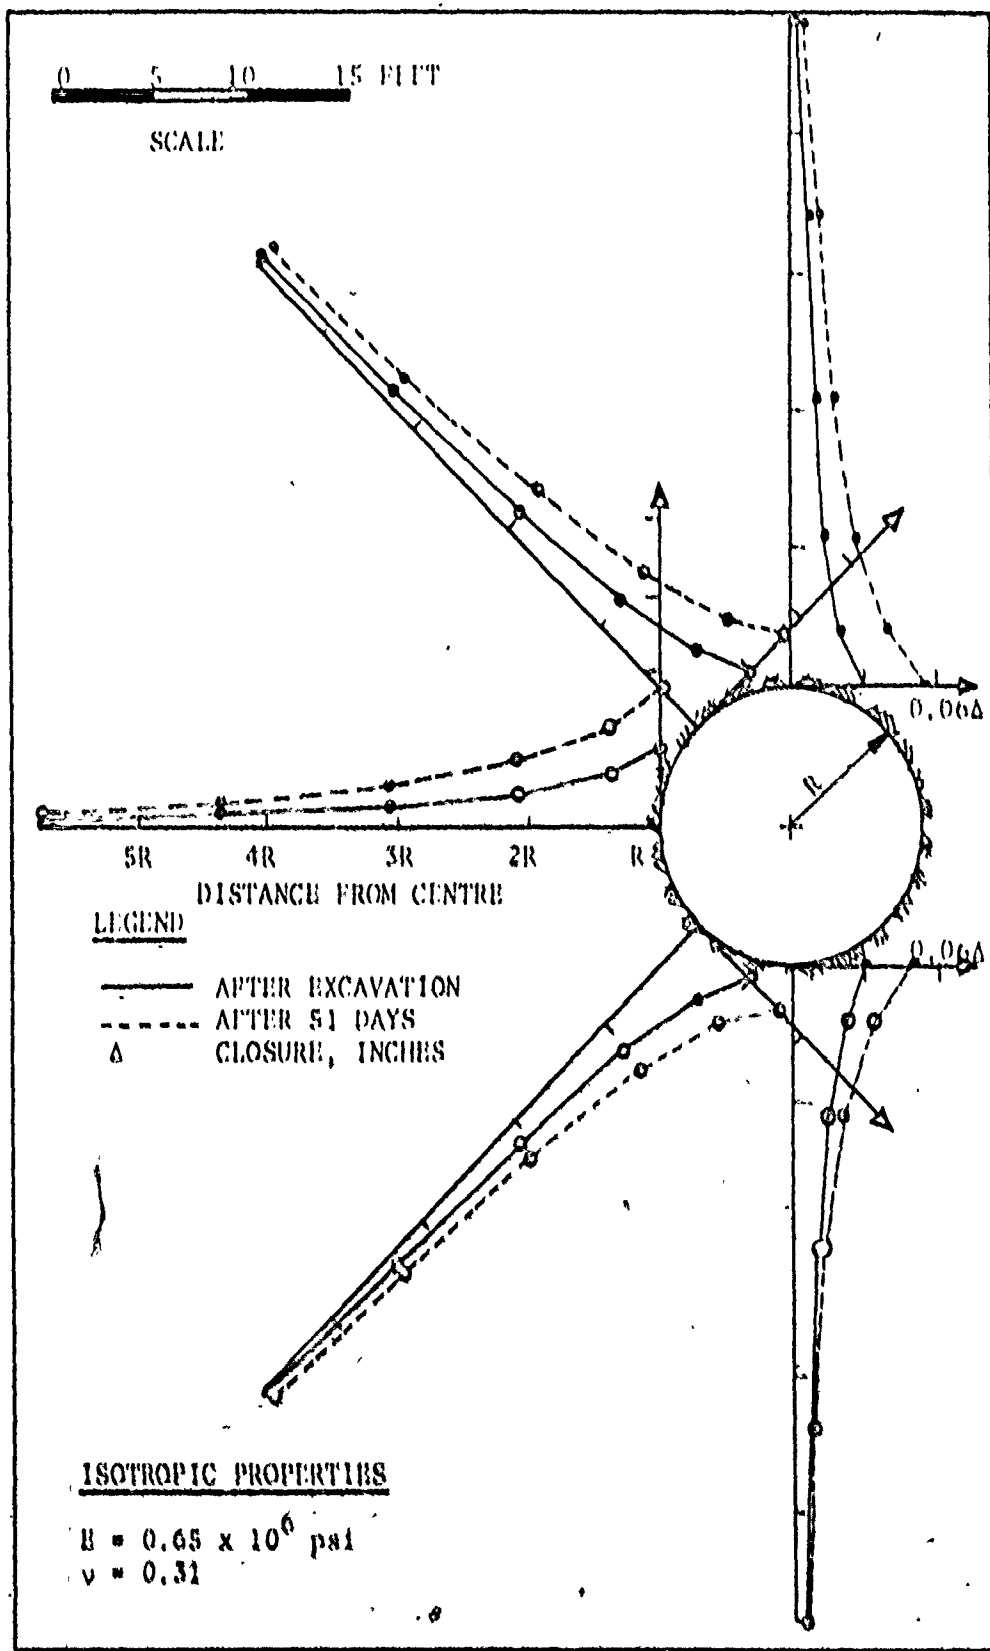 0 5 10 15 FEET
SCALE
0.06Δ
R
5R 4R 3R 2R R
DISTANCE FROM CENTRE
LEGEND
0.06Δ
AFTER EXCAVATION
AFTER 51 DAYS
Δ CLOSURE, INCHES
ISOTROPIC PROPERTIES
E = 0.65 x 10⁶ psi
ν = 0.31